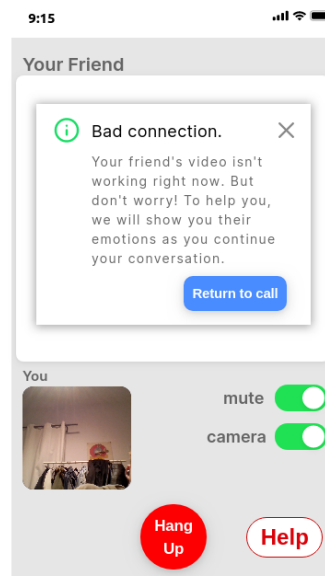 9:15
Your Friend
Bad connection.
Your friend's video isn't
working right now. But
don't worry! To help you,
we will show you their
emotions as you continue
your conversation.
Return to call
You
mute
camera
Hang
Up
Help